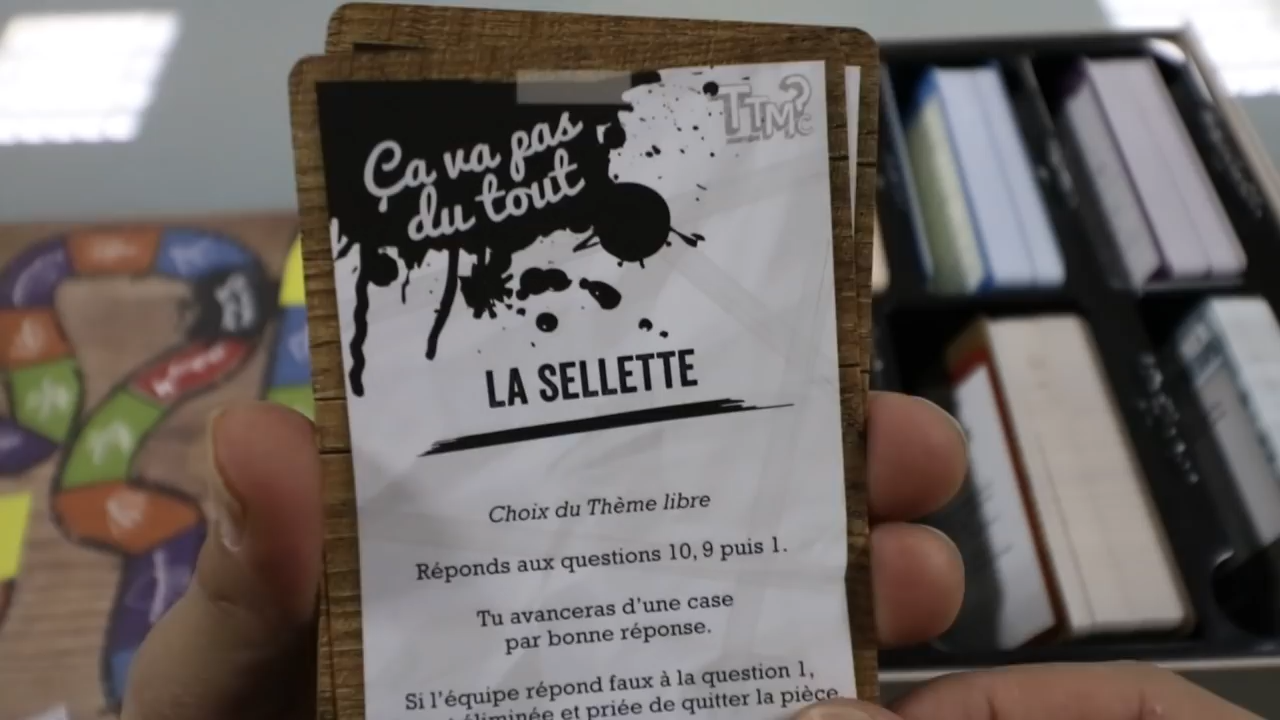 TTMC?
Ça va pas
du tout
LA SELLETTE
Choix du Thème libre
Réponds aux questions 10, 9 puis 1.
Tu avanceras d'une case
par bonne réponse.
Si l'équipe répond faux à la question 1,
éliminée et priée de quitter la pièce